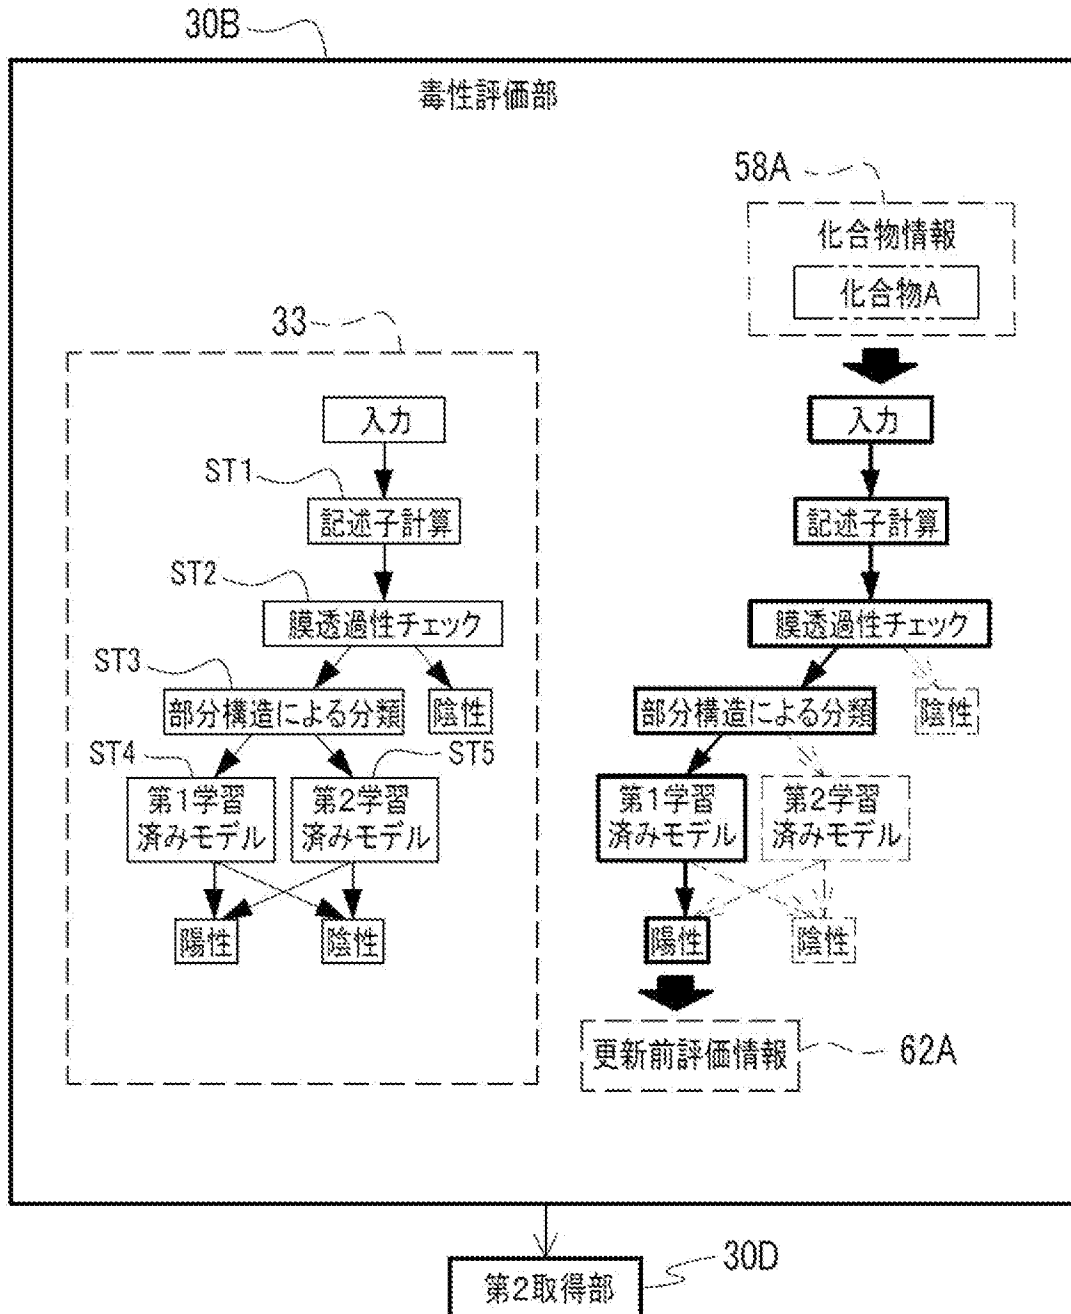 30B
毒性評価部
58A
化合物情報
化合物A
33
入力
ST1
記述子計算
ST2
膜透過性チェック
ST3
部分構造による分類
陰性
ST4
ST5
第1学習
済みモデル
第2学習
済みモデル
陽性
陰性
入力
記述子計算
膜透過性チェック
部分構造による分類
陰性
第1学習
済みモデル
第2学習
済みモデル
陽性
陰性
更新前評価情報
62A
30D
第2取得部